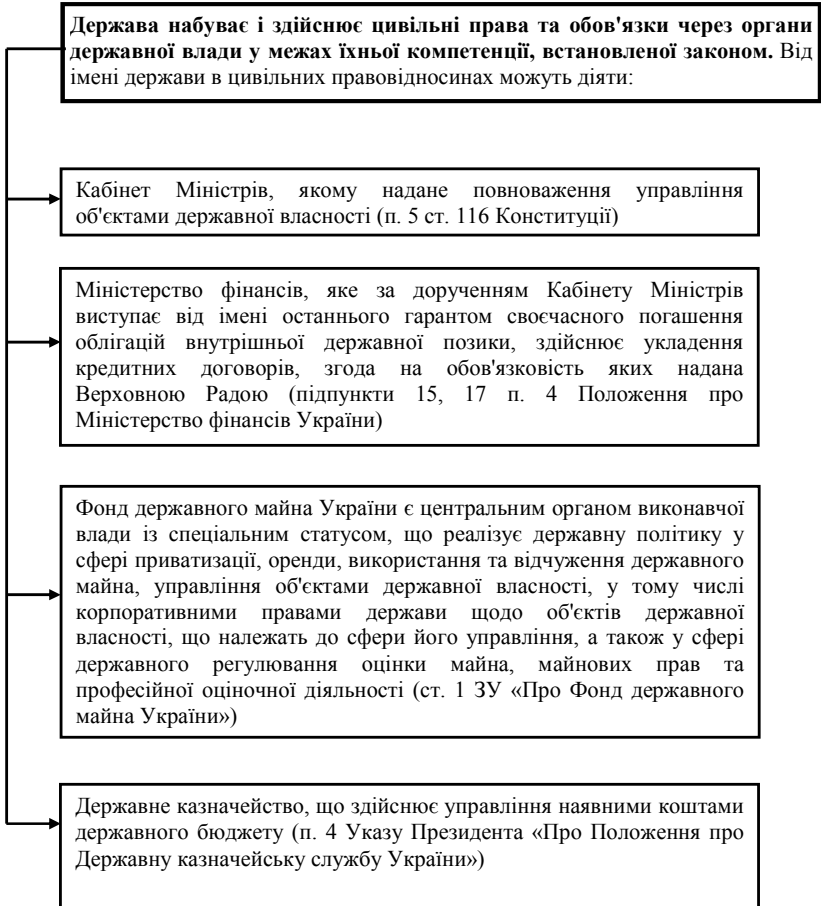 Держава набуває і здійснює цивільні права та обов'язки через органи
державної влади у межах їхньої компетенції, встановленої законом. Від
імені держави в цивільних правовідносинах можуть діяти:
Кабінет Міністрів, якому надане повноваження управління
об'єктами державної власності (п. 5 ст. 116 Конституції)
Міністерство фінансів, яке за дорученням Кабінету Міністрів
виступає від імені останнього гарантом своєчасного погашення
облігацій внутрішньої державної позики, здійснює укладення
кредитних договорів, згода на обов'язковість яких надана
Верховною Радою (підпункти 15, 17 п. 4 Положення про
Міністерство фінансів України)
Фонд державного майна України є центральним органом виконавчої
влади із спеціальним статусом, що реалізує державну політику у
сфері приватизації, оренди, використання та відчуження державного
майна, управління об'єктами державної власності, у тому числі
корпоративними правами держави щодо об'єктів державної
власності, що належать до сфери його управління, а також у сфері
державного регулювання оцінки майна, майнових прав та
професійної оціночної діяльності (ст. 1 ЗУ «Про Фонд державного
майна України»)
Державне казначейство, що здійснює управління наявними коштами
державного бюджету (п. 4 Указу Президента «Про Положення про
Державну казначейську службу України»)